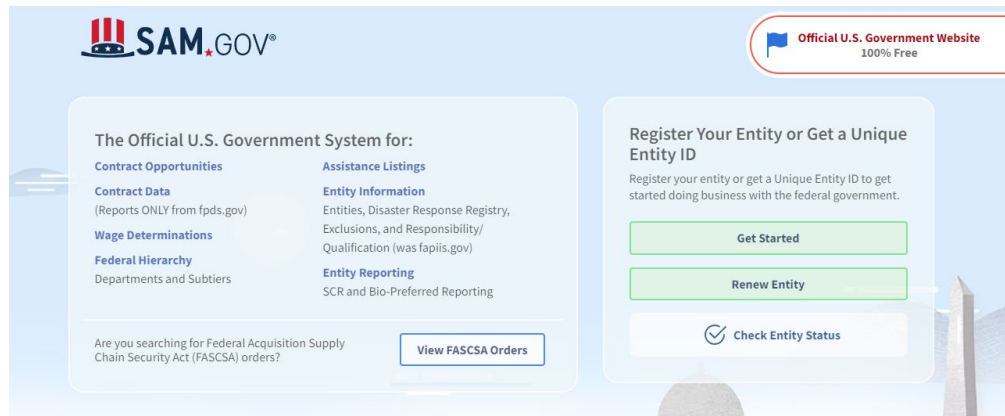 SAM.GOV®
Official U.S. Government Website
100% Free
The Official U.S. Government System for:
Contract Opportunities
Contract Data
(Reports ONLY from fpds.gov)
Wage Determinations
Federal Hierarchy
Departments and Subtiers
Assistance Listings
Entity Information
Entities, Disaster Response Registry,
Exclusions, and Responsibility/
Qualification (was fapiis.gov)
Entity Reporting
SCR and Bio-Preferred Reporting
Are you searching for Federal Acquisition Supply
Chain Security Act (FASCSA) orders?
View FASCSA Orders
Register Your Entity or Get a Unique
Entity ID
Register your entity or get a Unique Entity ID to get
started doing business with the federal government.
Get Started
Renew Entity
Check Entity Status